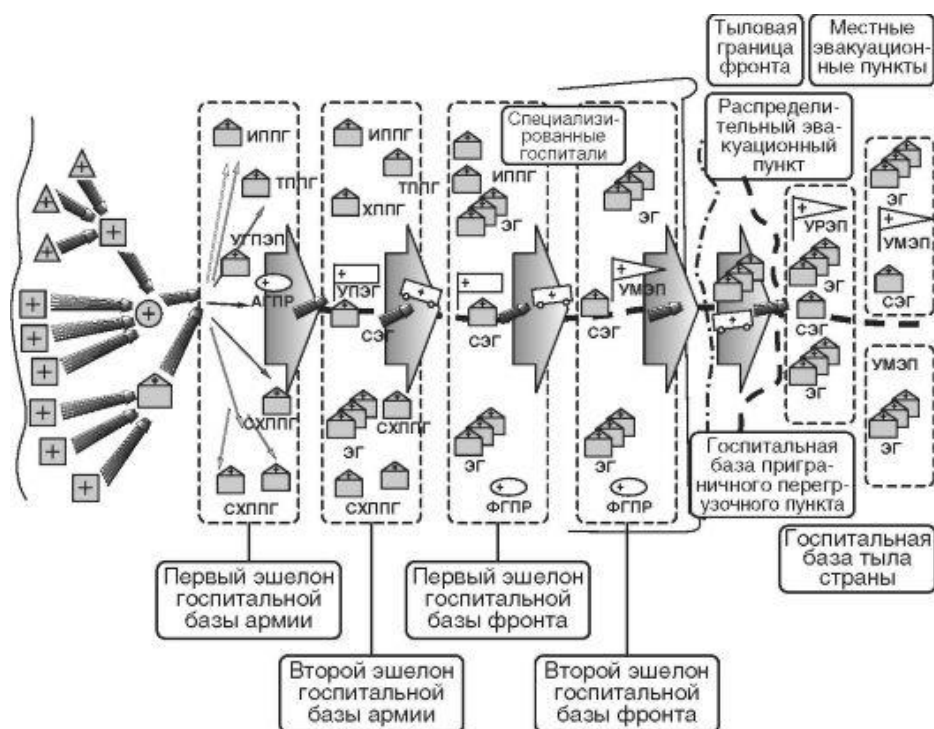 Тыловая
граница
фронта
Местные
эвакуацион-
ные пункты
Распредели-
тельный эва-
куационный
пункт
Специализи-
рованные
госпитали
ИППГ
ТППГ
УГПЭП
АГПР
СХППГ
СХППГ
ИППГ
ТППГ
ХППГ
УПЭГ
СЭГ
СХППГ
ЭГ
СХППГ
ИППГ
ЭГ
СЭГ
ЭГ
ФГПР
ЭГ
УМЭП
СЭГ
ЭГ
ФГПР
УРЭП
ЭГ
СЭГ
ЭГ
ЭГ
УМЭП
СЭГ
УМЭП
ЭГ
Госпитальная
база пригра-
ничного перегр-
узочного пункта
Госпитальная
база тыла
страны
Первый эшелон
госпитальной
базы армии
Второй эшелон
госпитальной
базы армии
Первый эшелон
госпитальной
базы фронта
Второй эшелон
госпитальной
базы фронта